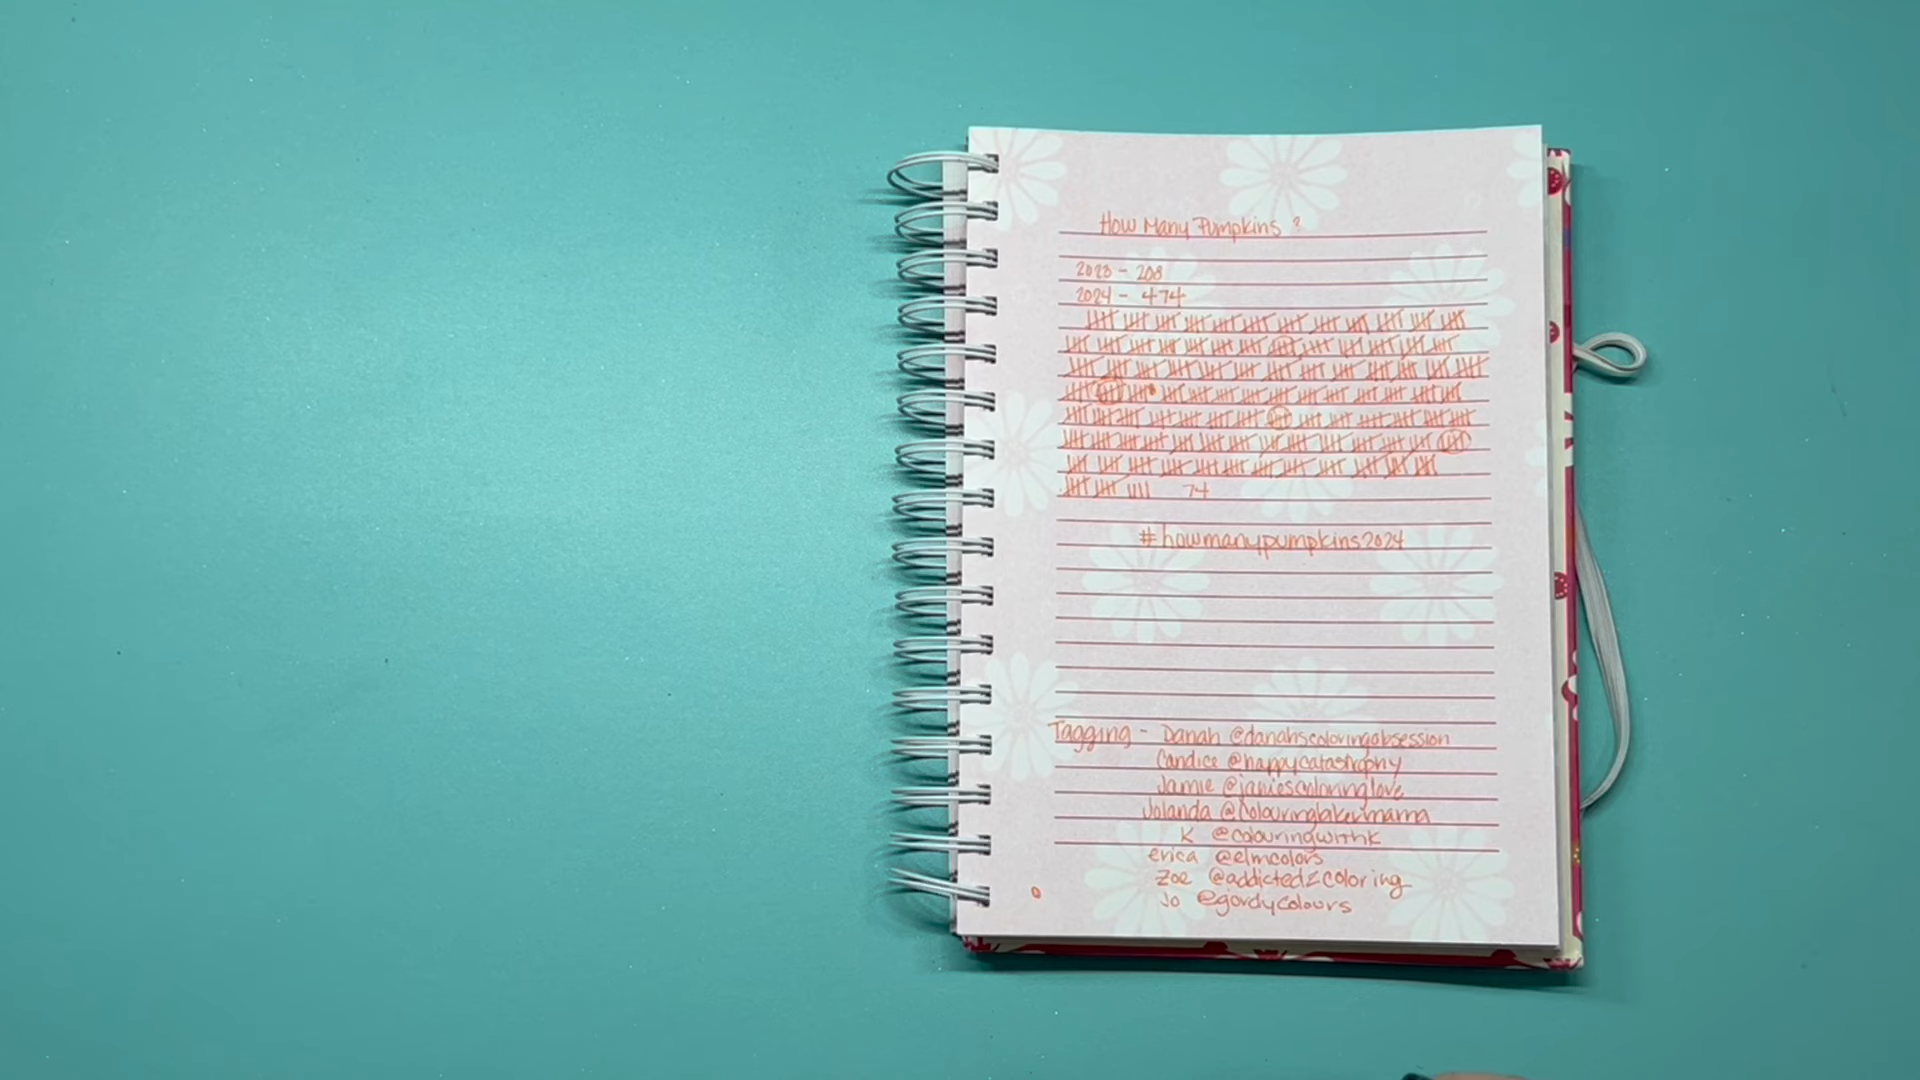 How Many Pumpkins?
2023 - 208
2024 - 474
74
#howmanypumpkins2024
Tagging - Danah @danahscoloringobsession
Candice @happycatastrophy
Jamie @jamiescoloringlove
Jolanda @colouringbakermama
K @colouringwithk
erica @elmcolors
Zoe @addicted2coloring
Jo @gordycolours